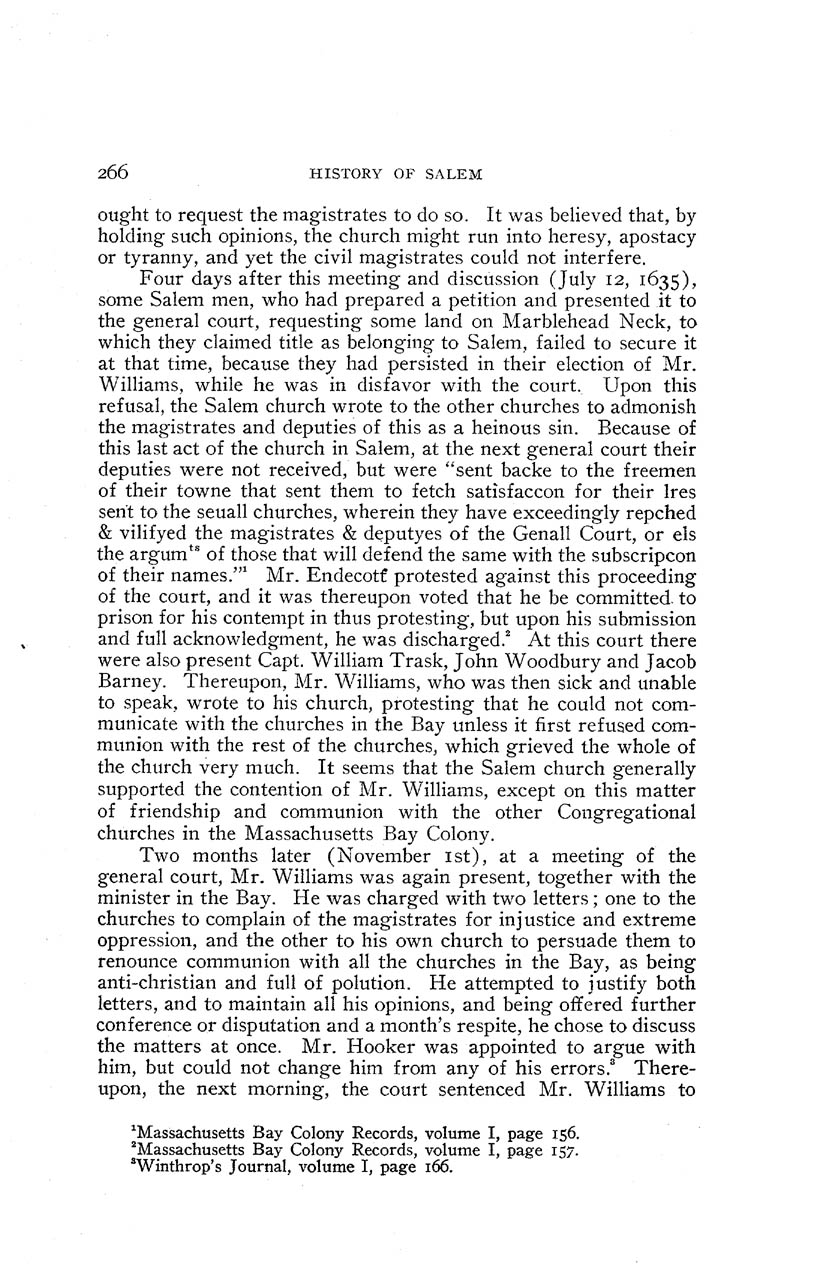 266 HISTORY OF SALEM
ought to request the magistrates to do so. It was believed that, by
holding such opinions, the church might run into heresy, apostacy
or tyranny, and yet the civil magistrates could not interfere.
Four days after this meeting and discussion (July 12, 1635),
some Salem men, who had prepared a petition and presented it to
the general court, requesting some land on Marblehead Neck, to
which they claimed title as belonging to Salem, failed to secure it
at that time, because they had persisted in their election of Mr.
Williams, while he was in disfavor with the court. Upon this
refusal, the Salem church wrote to the other churches to admonish
the magistrates and deputies of this as a heinous sin. Because of
this last act of the church in Salem, at the next general court their
deputies were not received, but were "sent backe to the freemen
of their towne that sent them to fetch satisfaccon for their lres
sent to the seuall churches, wherein they have exceedingly repched
& vilifyed the magistrates & deputyes of the Genall Court, or els
the argumᵗˢ of those that will defend the same with the subscripcon
of their names."¹ Mr. Endecott protested against this proceeding
of the court, and it was thereupon voted that he be committed to
prison for his contempt in thus protesting, but upon his submission
and full acknowledgment, he was discharged.² At this court there
were also present Capt. William Trask, John Woodbury and Jacob
Barney. Thereupon, Mr. Williams, who was then sick and unable
to speak, wrote to his church, protesting that he could not com-
municate with the churches in the Bay unless it first refused com-
munion with the rest of the churches, which grieved the whole of
the church very much. It seems that the Salem church generally
supported the contention of Mr. Williams, except on this matter
of friendship and communion with the other Congregational
churches in the Massachusetts Bay Colony.
Two months later (November 1st), at a meeting of the
general court, Mr. Williams was again present, together with the
minister in the Bay. He was charged with two letters; one to the
churches to complain of the magistrates for injustice and extreme
oppression, and the other to his own church to persuade them to
renounce communion with all the churches in the Bay, as being
anti-christian and full of polution. He attempted to justify both
letters, and to maintain all his opinions, and being offered further
conference or disputation and a month's respite, he chose to discuss
the matters at once. Mr. Hooker was appointed to argue with
him, but could not change him from any of his errors.³ There-
upon, the next morning, the court sentenced Mr. Williams to
¹Massachusetts Bay Colony Records, volume I, page 156.
²Massachusetts Bay Colony Records, volume I, page 157.
³Winthrop's Journal, volume I, page 166.